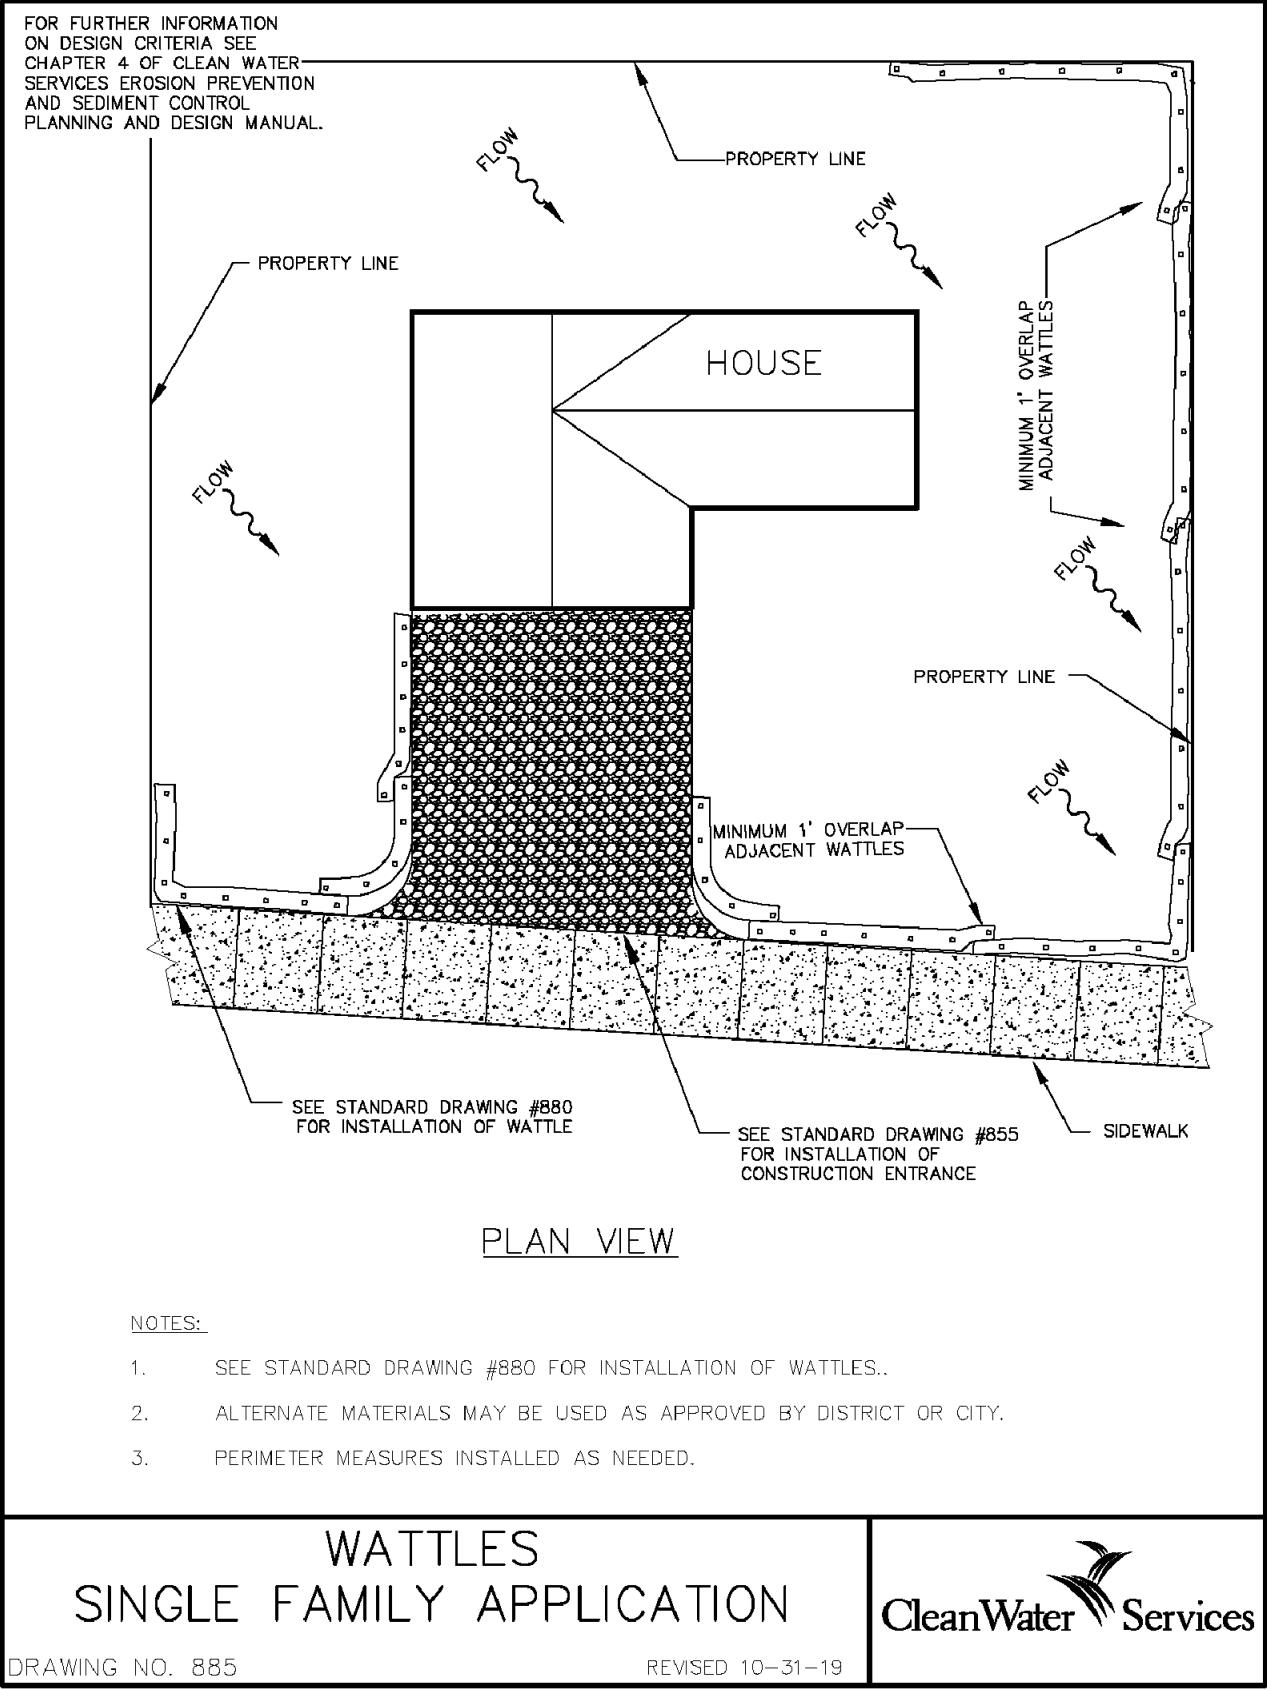 FOR FURTHER INFORMATION
ON DESIGN CRITERIA SEE
CHAPTER 4 OF CLEAN WATER
SERVICES EROSION PREVENTION
AND SEDIMENT CONTROL
PLANNING AND DESIGN MANUAL.
PROPERTY LINE
FLOW
FLOW
PROPERTY LINE
MINIMUM 1' OVERLAP
ADJACENT WATTLES
HOUSE
FLOW
FLOW
PROPERTY LINE
FLOW
MINIMUM 1' OVERLAP
ADJACENT WATTLES
SEE STANDARD DRAWING #880
FOR INSTALLATION OF WATTLE
SEE STANDARD DRAWING #855
FOR INSTALLATION OF
CONSTRUCTION ENTRANCE
SIDEWALK
PLAN VIEW
NOTES:
1. SEE STANDARD DRAWING #880 FOR INSTALLATION OF WATTLES..
2. ALTERNATE MATERIALS MAY BE USED AS APPROVED BY DISTRICT OR CITY.
3. PERIMETER MEASURES INSTALLED AS NEEDED.
WATTLES
SINGLE FAMILY APPLICATION
DRAWING NO. 885
REVISED 10-31-19
CleanWater Services